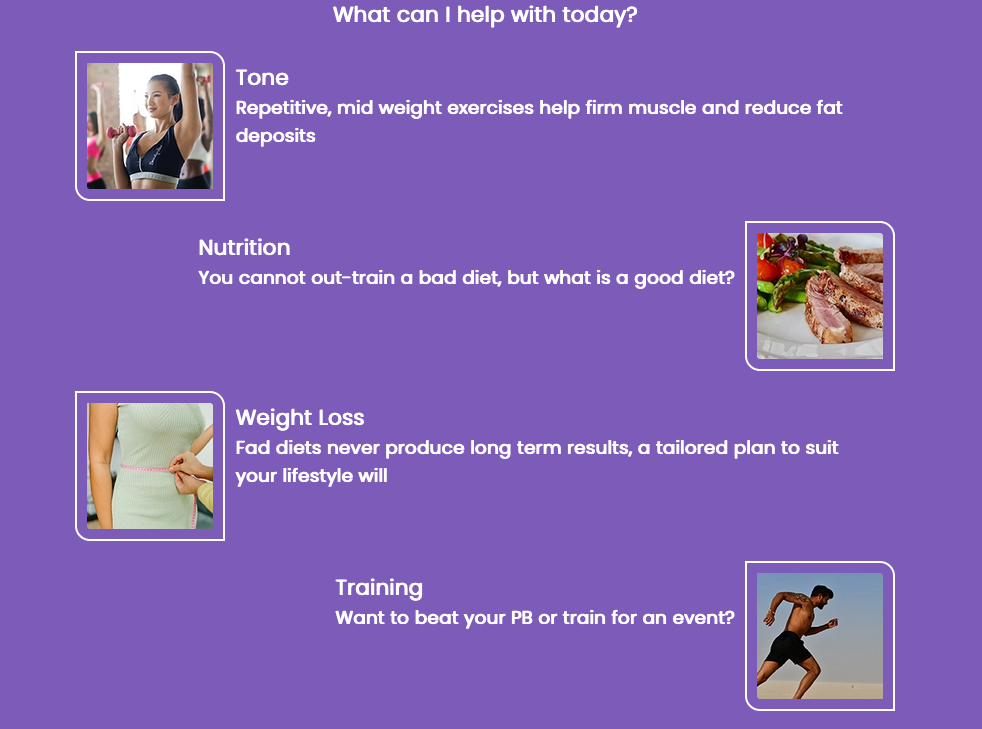 What can I help with today?
Tone
Repetitive, mid weight exercises help firm muscle and reduce fat
deposits
Nutrition
You cannot out-train a bad diet, but what is a good diet?
Weight Loss
Fad diets never produce long term results, a tailored plan to suit
your lifestyle will
Training
Want to beat your PB or train for an event?